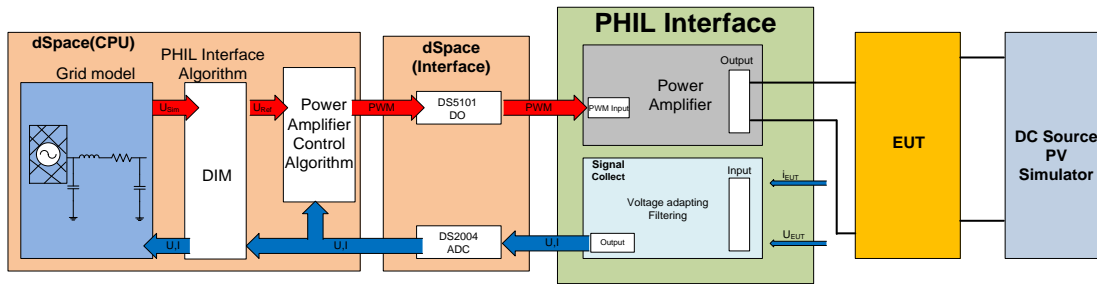 dSpace(CPU)
Grid model
PHIL Interface
Algorithm
USim
DIM
URef
Power
Amplifier
Control
Algorithm
U,I
U,I
PWM
dSpace
(Interface)
DS5101
DO
DS2004
ADC
PWM
U,I
PHIL Interface
Power
Amplifier
PWM Input
Output
Signal
Collect
Input
Voltage adapting
Filtering
Output
iEUT
UEUT
EUT
DC Source
PV
Simulator